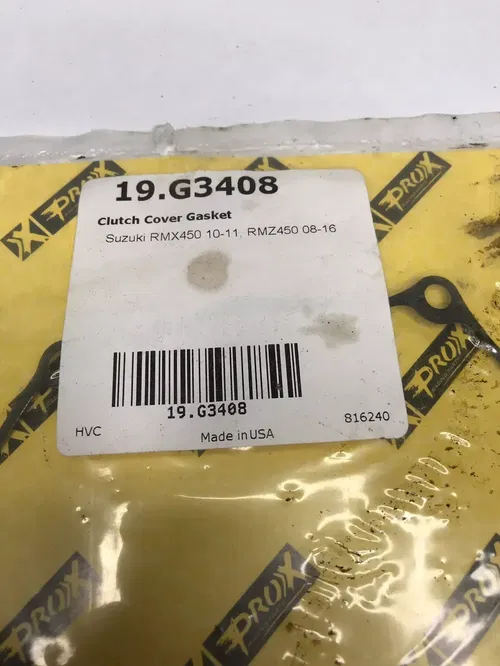 PROX
PROX
19.G3408
Clutch Cover Gasket
Suzuki RMX450 10-11, RMZ450 08-16
PROX
19.G3408
HVC
816240
Made in USA
PROX
PROX